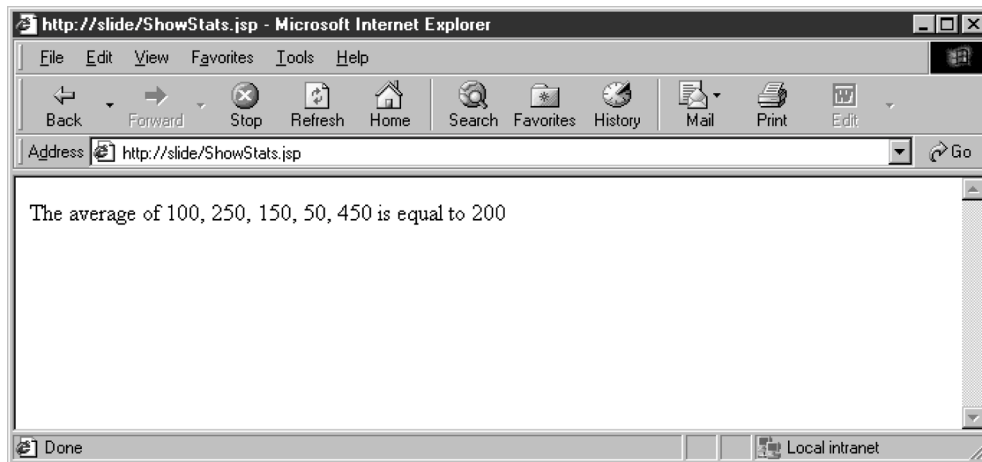 http://slide/ShowStats.jsp - Microsoft Internet Explorer
File Edit View Favorites Tools Help
Back Forward Stop Refresh Home Search Favorites History Mail Print Edit
Address http://slide/ShowStats.jsp Go
The average of 100, 250, 150, 50, 450 is equal to 200
Done Local intranet